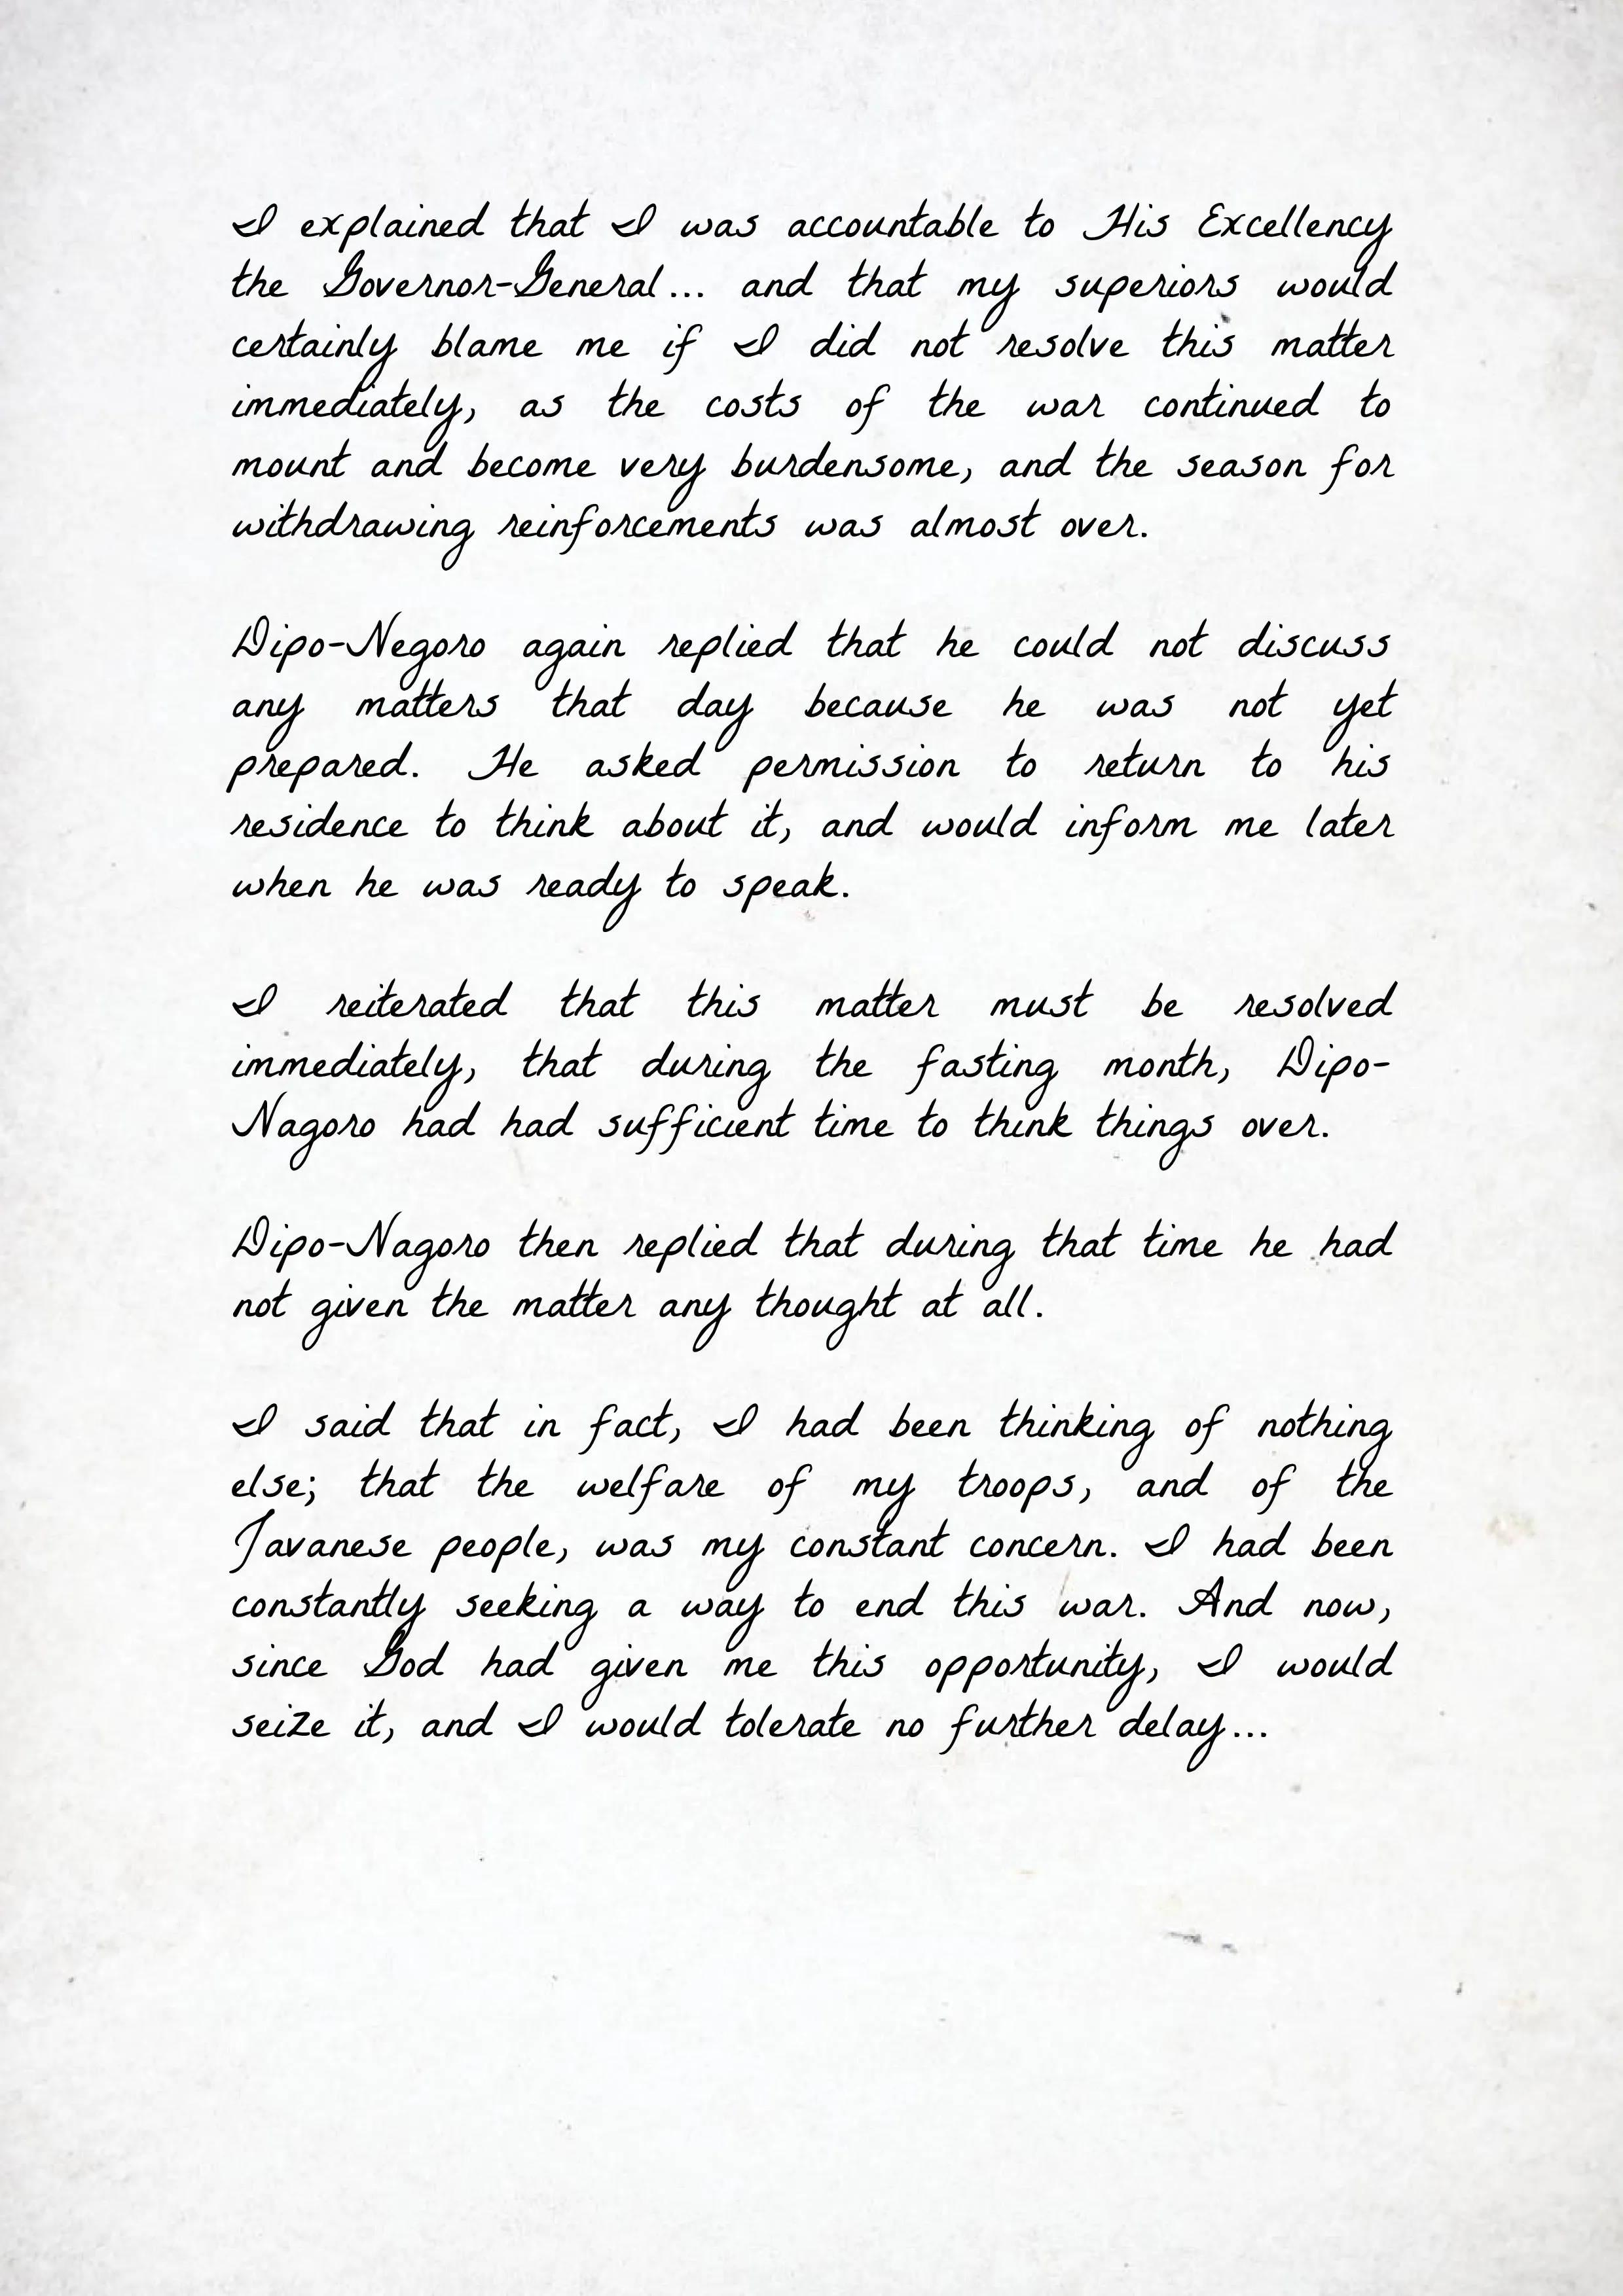 I explained that I was accountable to His Excellency
the Governor-General... and that my superiors would
certainly blame me if I did not resolve this matter
immediately, as the costs of the war continued to
mount and become very burdensome, and the season for
withdrawing reinforcements was almost over.
Dipo-Negoro again replied that he could not discuss
any matters that day because he was not yet
prepared. He asked permission to return to his
residence to think about it, and would inform me later
when he was ready to speak.
I reiterated that this matter must be resolved
immediately, that during the fasting month, Dipo-
Nagoro had had sufficient time to think things over.
Dipo-Nagoro then replied that during that time he had
not given the matter any thought at all.
I said that in fact, I had been thinking of nothing
else; that the welfare of my troops, and of the
Javanese people, was my constant concern. I had been
constantly seeking a way to end this war. And now,
since God had given me this opportunity, I would
seize it, and I would tolerate no further delay...